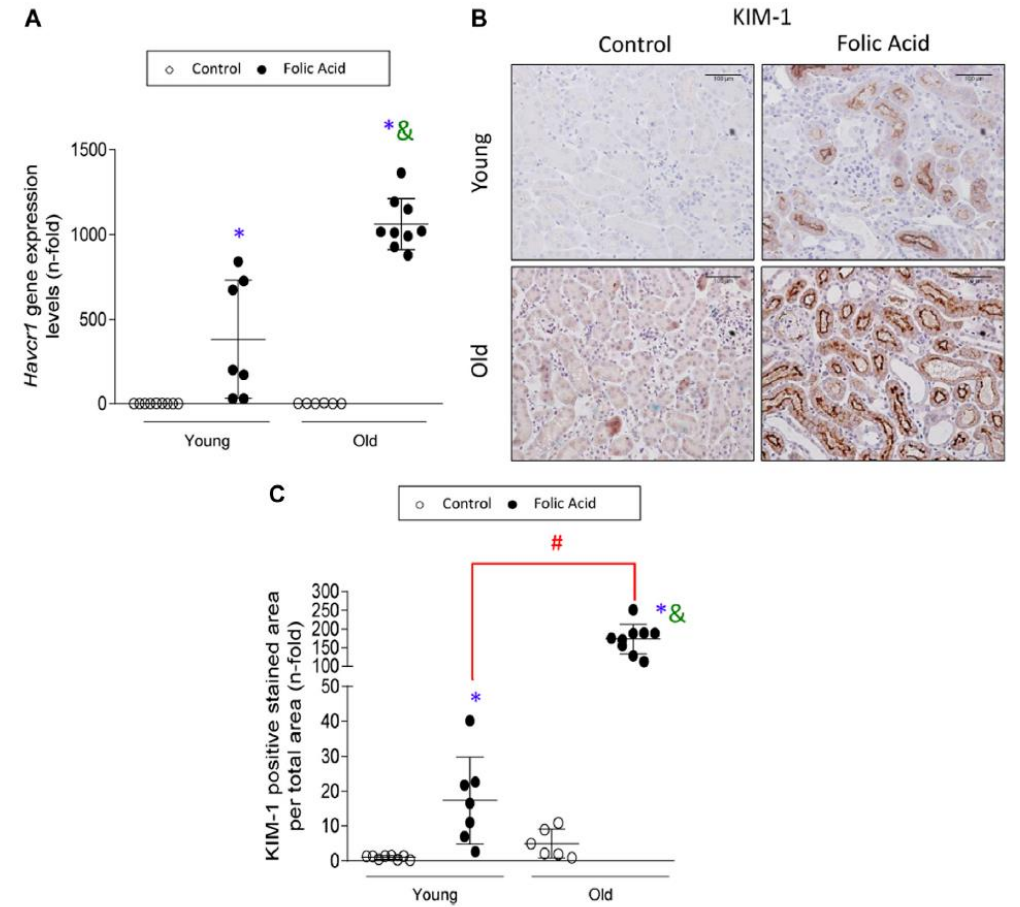 A
Control Folic Acid
*&
*
1500
1000
500
0
Havcr1 gene expression
levels (n-fold)
Young Old
B
KIM-1
Control Folic Acid
Young
Old
100 µm
C
Control Folic Acid
#
*&
*
300
250
200
150
100
50
40
30
20
10
0
KIM-1 positive stained area
per total area (n-fold)
Young Old